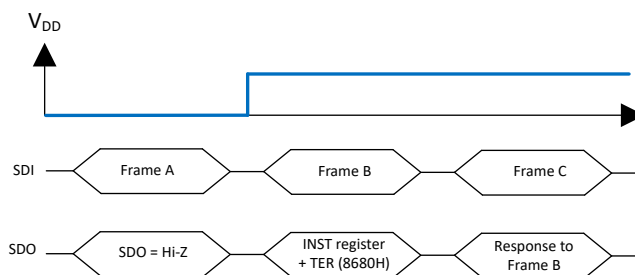 VDD
SDI
Frame A
Frame B
Frame C
SDO
SDO = Hi-Z
INST register
+ TER (8680H)
Response to
Frame B